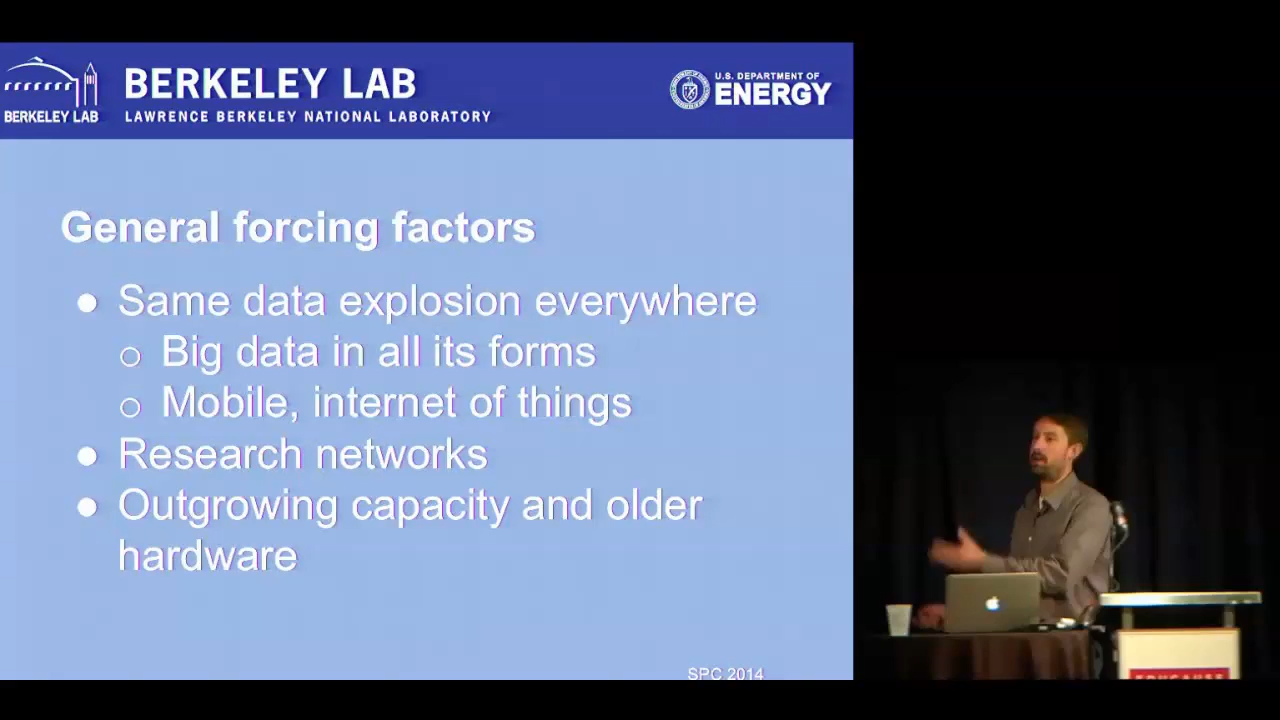 BERKELEY LAB
BERKELEY LAB
LAWRENCE BERKELEY NATIONAL LABORATORY
U.S. DEPARTMENT OF
ENERGY
General forcing factors
● Same data explosion everywhere
○ Big data in all its forms
○ Mobile, internet of things
● Research networks
● Outgrowing capacity and older
hardware
SPC 2014
EDUCAUSE